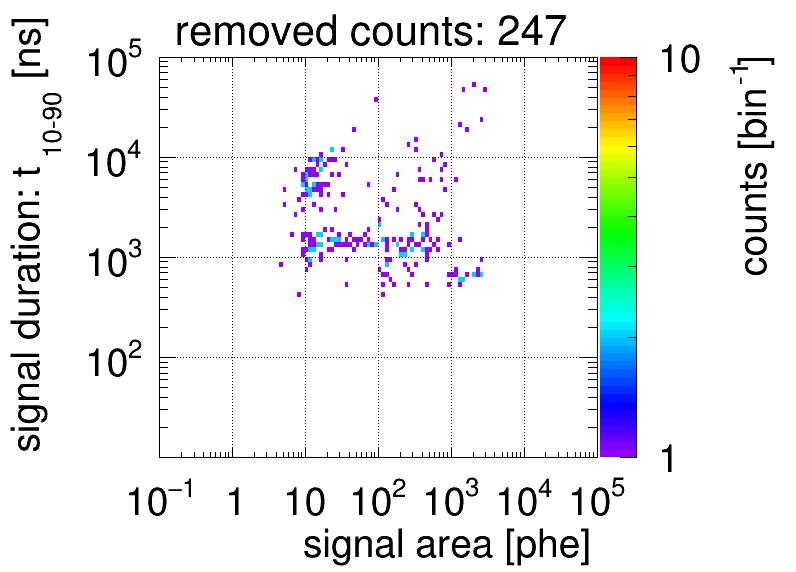 removed counts: 247
signal duration: t 10-90 [ns]
10^5
10^4
10^3
10^2
10^−1 1 10 10^2 10^3 10^4 10^5
signal area [phe]
10
1
counts [bin^-1]